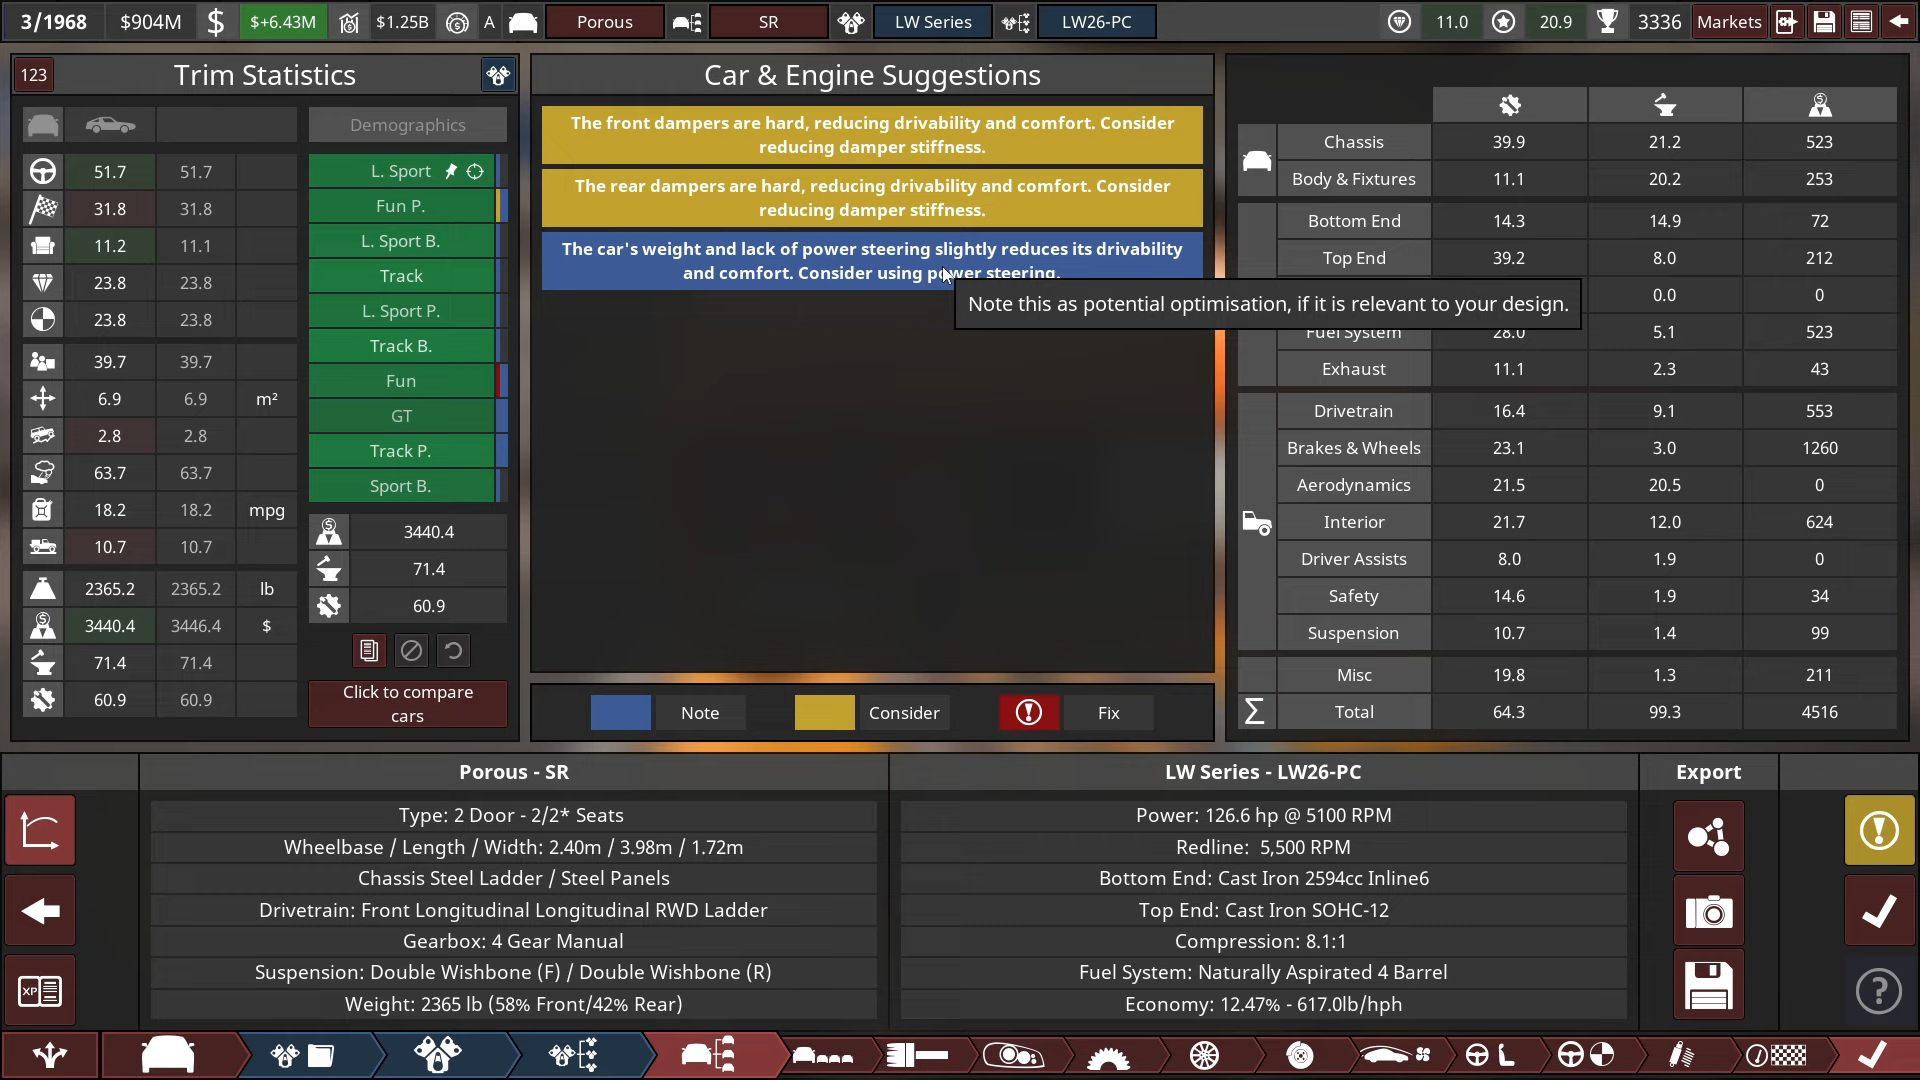 3/1968 $904M $+6.43M $1.25B A Porous SR LW Series LW26-PC 11.0 20.9 3336 Markets
123 Trim Statistics
51.7 51.7
31.8 31.8
11.2 11.1
23.8 23.8
23.8 23.8
39.7 39.7
6.9 6.9 m²
2.8 2.8
63.7 63.7
18.2 18.2 mpg
10.7 10.7
2365.2 2365.2 lb
3440.4 3446.4 $
71.4 71.4
60.9 60.9
Demographics
L. Sport
Fun P.
L. Sport B.
Track
L. Sport P.
Track B.
Fun
GT
Track P.
Sport B.
3440.4
71.4
60.9
Click to compare
cars
Car & Engine Suggestions
The front dampers are hard, reducing drivability and comfort. Consider
reducing damper stiffness.
The rear dampers are hard, reducing drivability and comfort. Consider
reducing damper stiffness.
The car's weight and lack of power steering slightly reduces its drivability
and comfort. Consider using power steering.
Note this as potential optimisation, if it is relevant to your design.
Note Consider Fix
Chassis 39.9 21.2 523
Body & Fixtures 11.1 20.2 253
Bottom End 14.3 14.9 72
Top End 39.2 8.0 212
0.0 0
Fuel System 28.0 5.1 523
Exhaust 11.1 2.3 43
Drivetrain 16.4 9.1 553
Brakes & Wheels 23.1 3.0 1260
Aerodynamics 21.5 20.5 0
Interior 21.7 12.0 624
Driver Assists 8.0 1.9 0
Safety 14.6 1.9 34
Suspension 10.7 1.4 99
Misc 19.8 1.3 211
Σ Total 64.3 99.3 4516
Porous - SR
Type: 2 Door - 2/2* Seats
Wheelbase / Length / Width: 2.40m / 3.98m / 1.72m
Chassis Steel Ladder / Steel Panels
Drivetrain: Front Longitudinal Longitudinal RWD Ladder
Gearbox: 4 Gear Manual
Suspension: Double Wishbone (F) / Double Wishbone (R)
Weight: 2365 lb (58% Front/42% Rear)
LW Series - LW26-PC
Power: 126.6 hp @ 5100 RPM
Redline: 5,500 RPM
Bottom End: Cast Iron 2594cc Inline6
Top End: Cast Iron SOHC-12
Compression: 8.1:1
Fuel System: Naturally Aspirated 4 Barrel
Economy: 12.47% - 617.0lb/hph
Export
XP